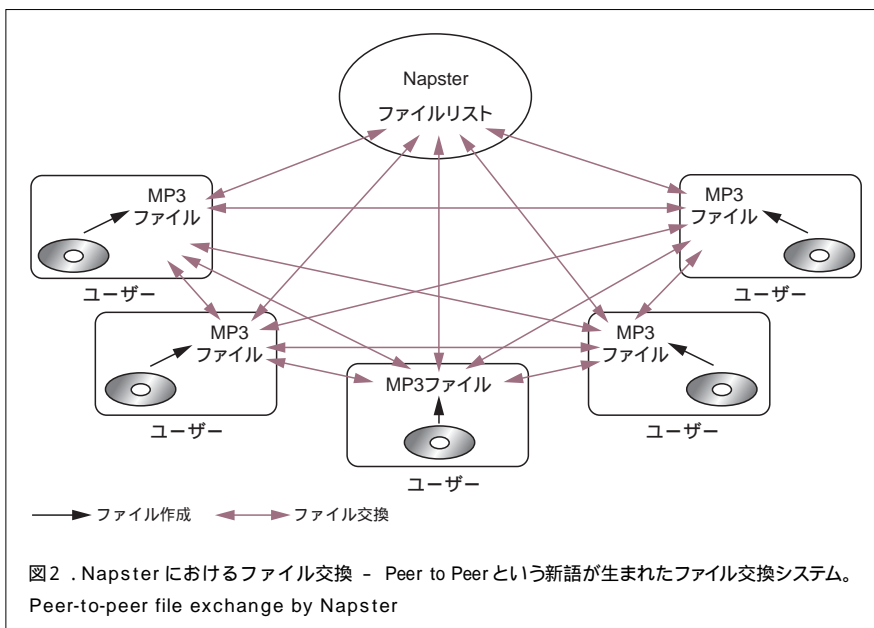 Napster
ファイルリスト
MP3
ファイル
ユーザー
MP3
ファイル
ユーザー
MP3
ファイル
ユーザー
MP3
ファイル
ユーザー
MP3ファイル
ユーザー
ファイル作成
ファイル交換
図2 . Napster におけるファイル交換 － Peer to Peer という新語が生まれたファイル交換システム。
Peer-to-peer file exchange by Napster